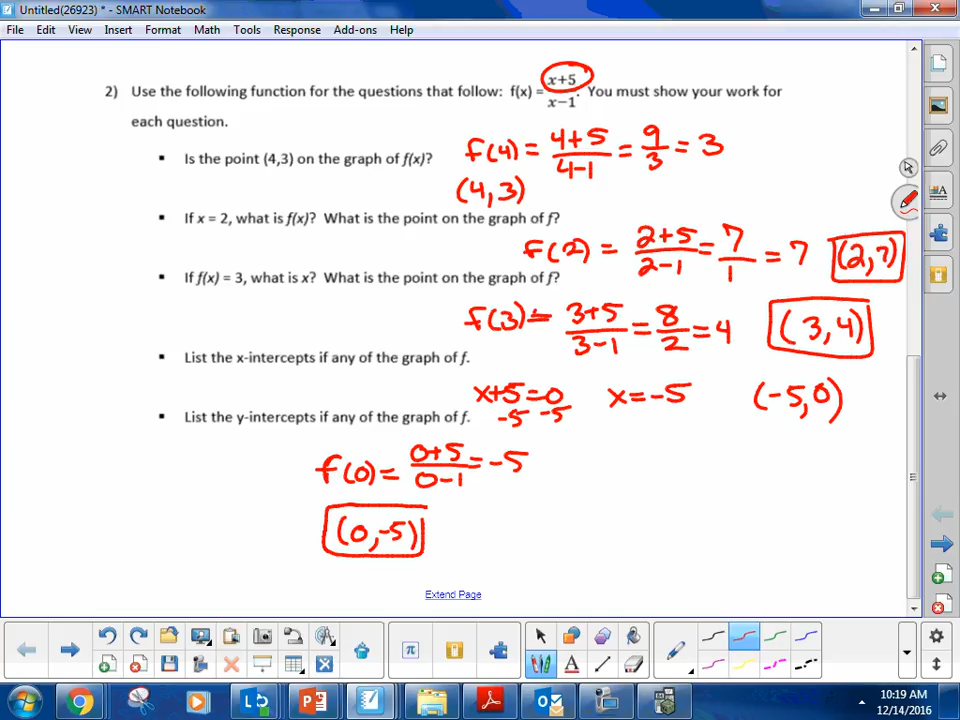 Untitled(26923) * - SMART Notebook
File Edit View Insert Format Math Tools Response Add-ons Help
2) Use the following function for the questions that follow: f(x) = x+5 / x−1. You must show your work for
each question.
▪ Is the point (4,3) on the graph of f(x)?
f(4) = 4+5 / 4-1 = 9/3 = 3
(4,3)
▪ If x = 2, what is f(x)? What is the point on the graph of f?
f(2) = 2+5 / 2-1 = 7/1 = 7 (2,7)
▪ If f(x) = 3, what is x? What is the point on the graph of f?
f(3) = 3+5 / 3-1 = 8/2 = 4 (3,4)
▪ List the x-intercepts if any of the graph of f.
x+5=0 x=-5 (-5,0)
-5 -5
▪ List the y-intercepts if any of the graph of f.
f(0) = 0+5 / 0-1 = -5
(0,-5)
Extend Page
10:19 AM
12/14/2016